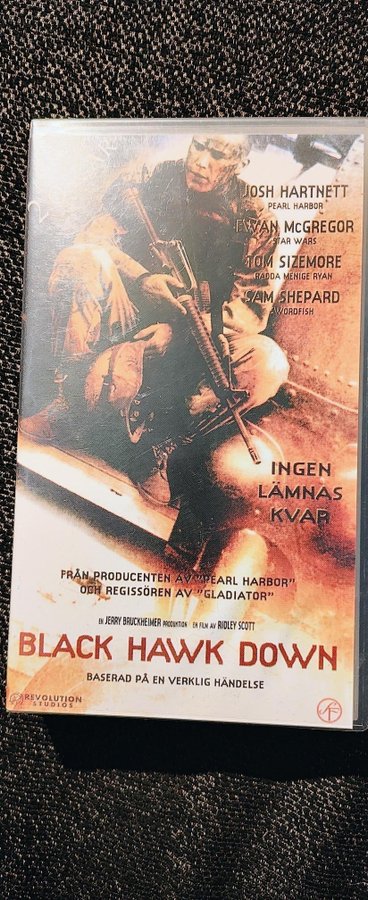 JOSH HARTNETT
PEARL HARBOR
EWAN McGREGOR
STAR WARS
TOM SIZEMORE
RÄDDA MENIGE RYAN
SAM SHEPARD
SWORDFISH
INGEN
LÄMNAS
KVAR
FRÅN PRODUCENTEN AV "PEARL HARBOR"
OCH REGISSÖREN AV "GLADIATOR"
EN JERRY BRUCKHEIMER PRODUKTION EN FILM AV RIDLEY SCOTT
BLACK HAWK DOWN
BASERAD PÅ EN VERKLIG HÄNDELSE
REVOLUTION
STUDIOS
SF